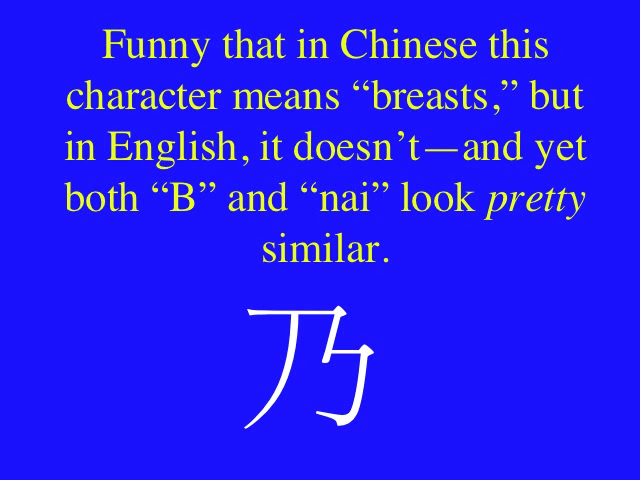 Funny that in Chinese this
character means “breasts,” but
in English, it doesn’t—and yet
both “B” and “nai” look pretty
similar.
乃